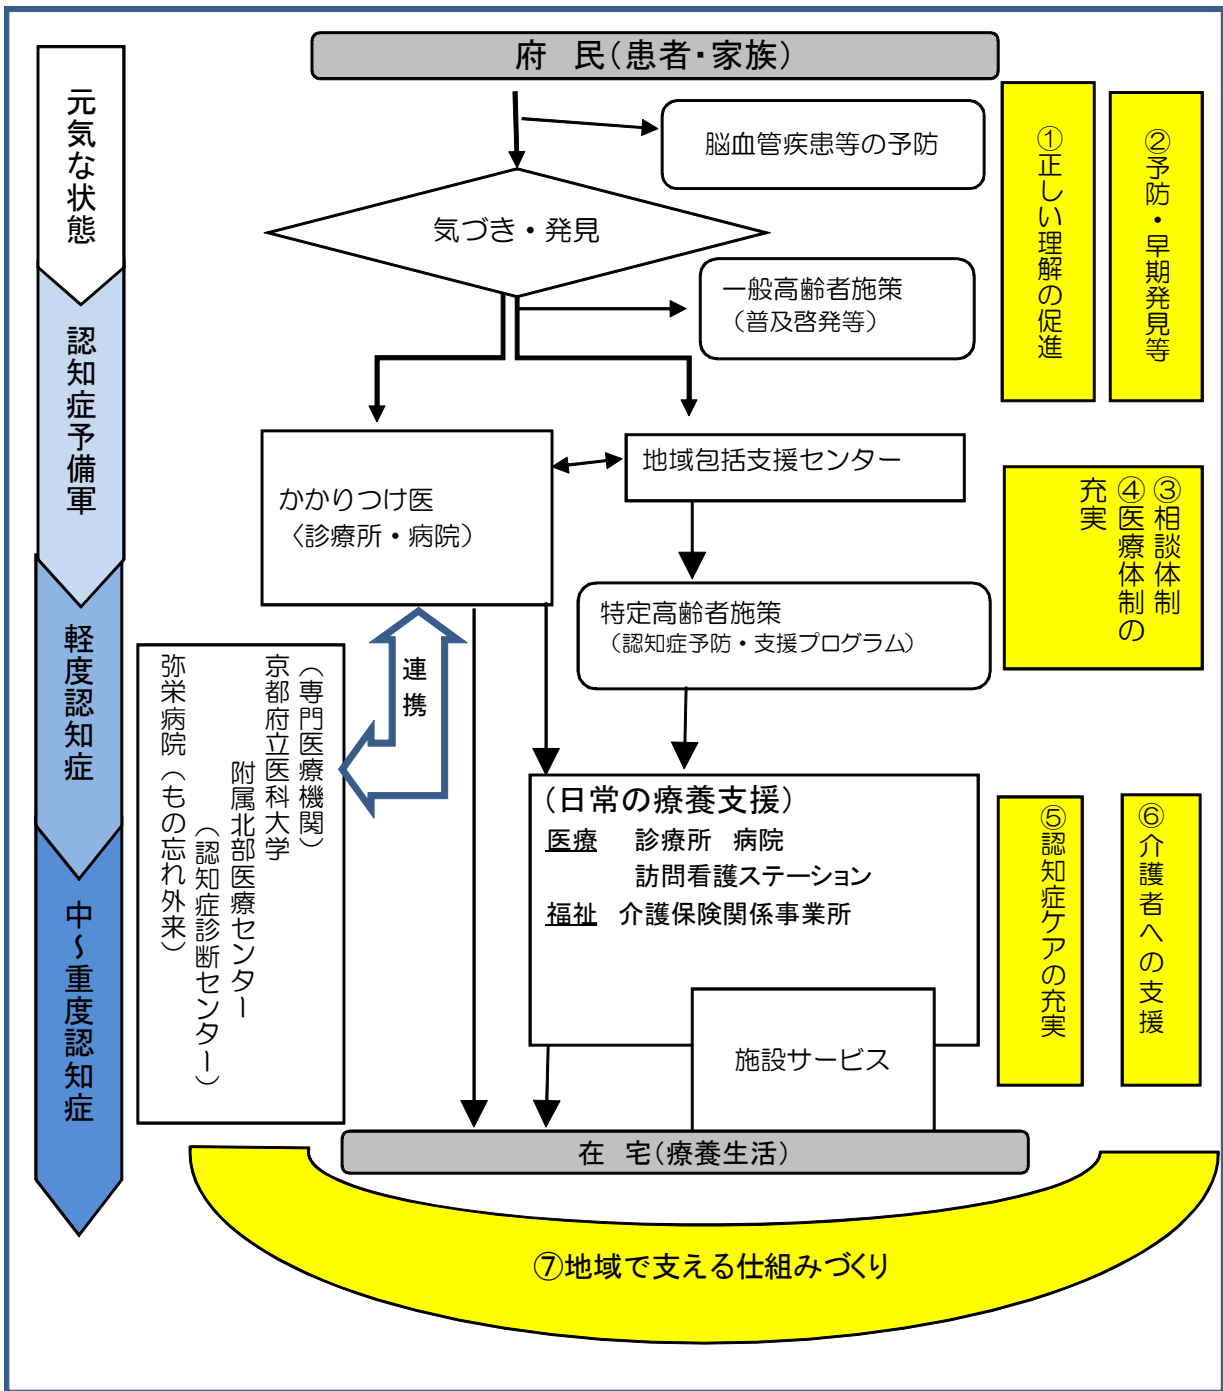 府　民（患者・家族）
元気な状態
認知症予備軍
軽度認知症
中～重度認知症
脳血管疾患等の予防
気づき・発見
一般高齢者施策
（普及啓発等）
①正しい理解の促進
②予防・早期発見等
かかりつけ医
〈診療所・病院〉
地域包括支援センター
③相談体制
④医療体制の
充実
特定高齢者施策
（認知症予防・支援プログラム）
連
携
（専門医療機関）
京都府立医科大学
附属北部医療センター
（認知症診断センター）
弥栄病院（もの忘れ外来）
（日常の療養支援）
医療　診療所　病院
訪問看護ステーション
福祉　介護保険関係事業所
施設サービス
⑤認知症ケアの充実
⑥介護者への支援
在　宅（療養生活）
⑦地域で支える仕組みづくり